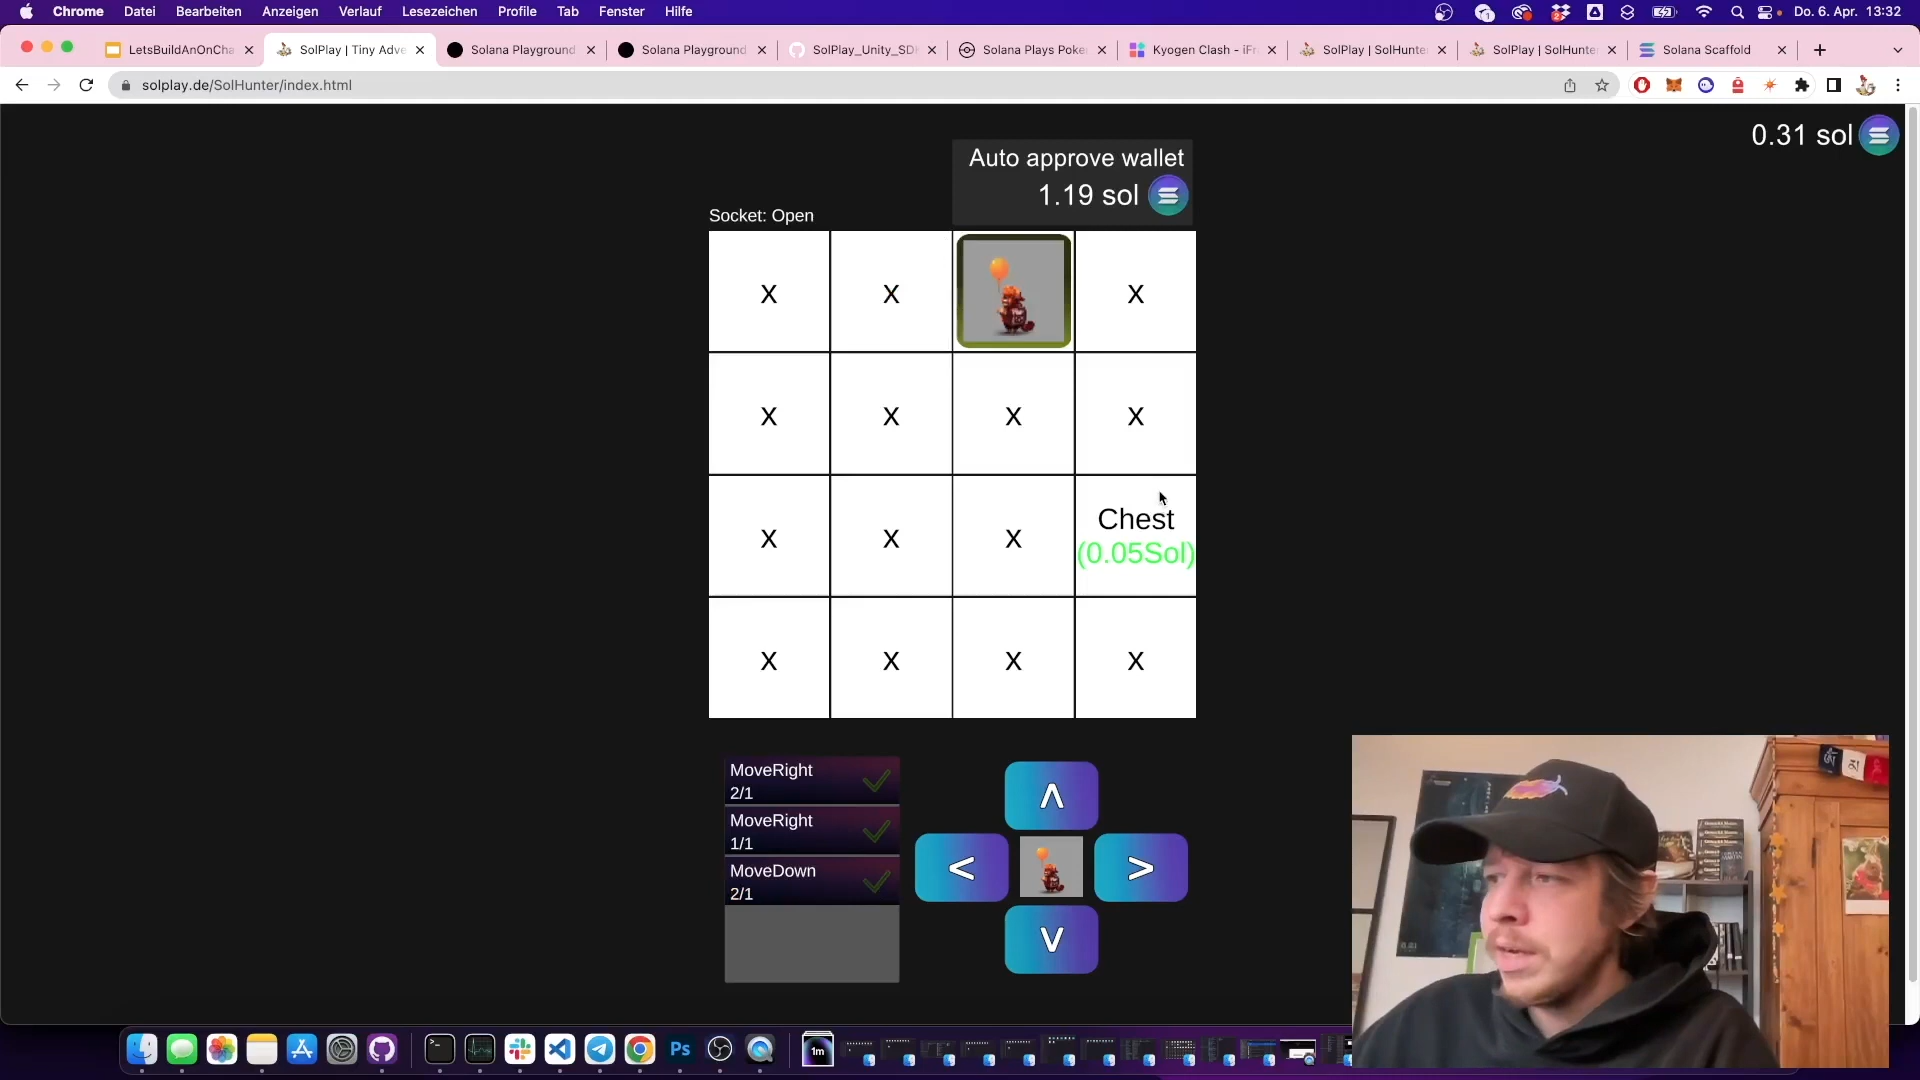 Chrome Datei Bearbeiten Anzeigen Verlauf Lesezeichen Profile Tab Fenster Hilfe Do. 6. Apr. 13:32
LetsBuildAnOnCha SolPlay | Tiny Adve Solana Playground Solana Playground SolPlay_Unity_SD Solana Plays Poke Kyogen Clash - iFr SolPlay | SolHunte SolPlay | SolHunte Solana Scaffold
solplay.de/SolHunter/index.html
0.31 sol
Auto approve wallet
1.19 sol
Socket: Open
X X X
X X X X
X X X Chest
(0.05Sol)
X X X X
MoveRight
2/1
MoveRight
1/1
MoveDown
2/1
Λ
< >
V
Ps
1m